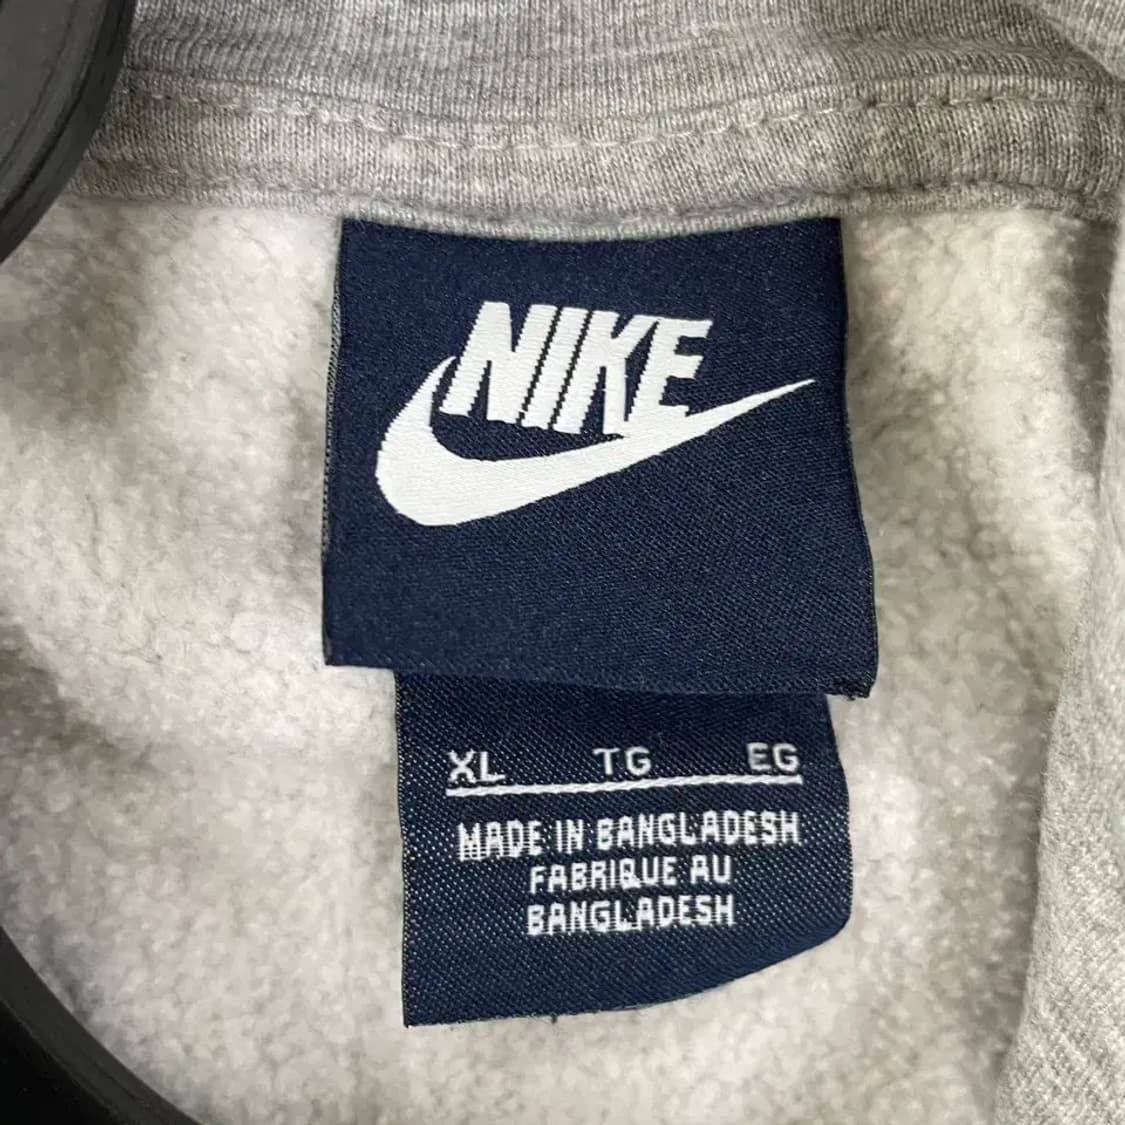 NIKE
XL TG EG
MADE IN BANGLADESH
FABRIQUE AU
BANGLADESH